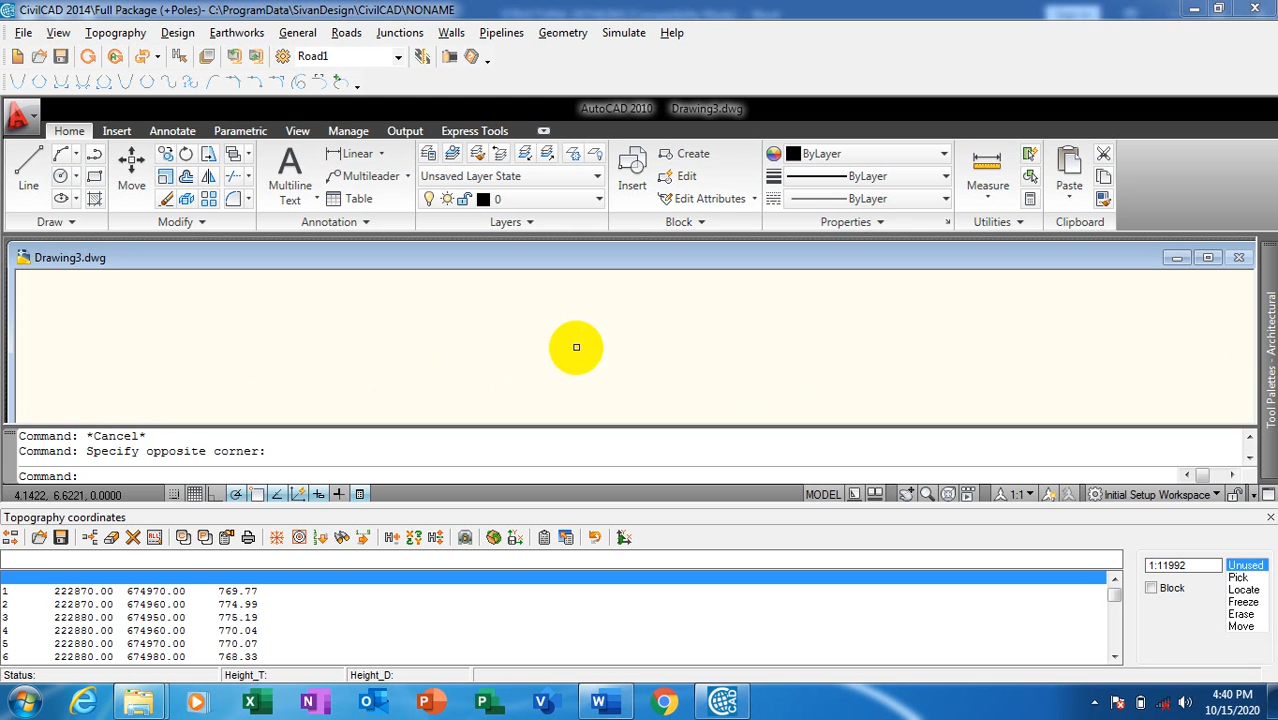 CivilCAD 2014/Full Package (+Poles)- C:\ProgramData\SivanDesign\CivilCAD\NONAME
File View Topography Design Earthworks General Roads Junctions Walls Pipelines Geometry Simulate Help
Road1
AutoCAD 2010 Drawing3.dwg
Home Insert Annotate Parametric View Manage Output Express Tools
Linear Create ByLayer
Line Move Multiline Text Multileader Unsaved Layer State Insert Edit ByLayer Measure Paste
Table 0 Edit Attributes ByLayer
Draw Modify Annotation Layers Block Properties Utilities Clipboard
Drawing3.dwg
Tool Palettes - Architectural
Command: *Cancel*
Command: Specify opposite corner:
Command:
4.1422, 6.6221, 0.0000 MODEL 1:1 Initial Setup Workspace
Topography coordinates
ALL
1:11992 Unused
Block Pick
Locate
Freeze
Erase
Move
1 222870.00 674970.00 769.77
2 222870.00 674960.00 774.99
3 222880.00 674950.00 775.19
4 222880.00 674960.00 770.04
5 222880.00 674970.00 770.07
6 222880.00 674980.00 768.33
Status: Height_T: Height_D:
4:40 PM
10/15/2020